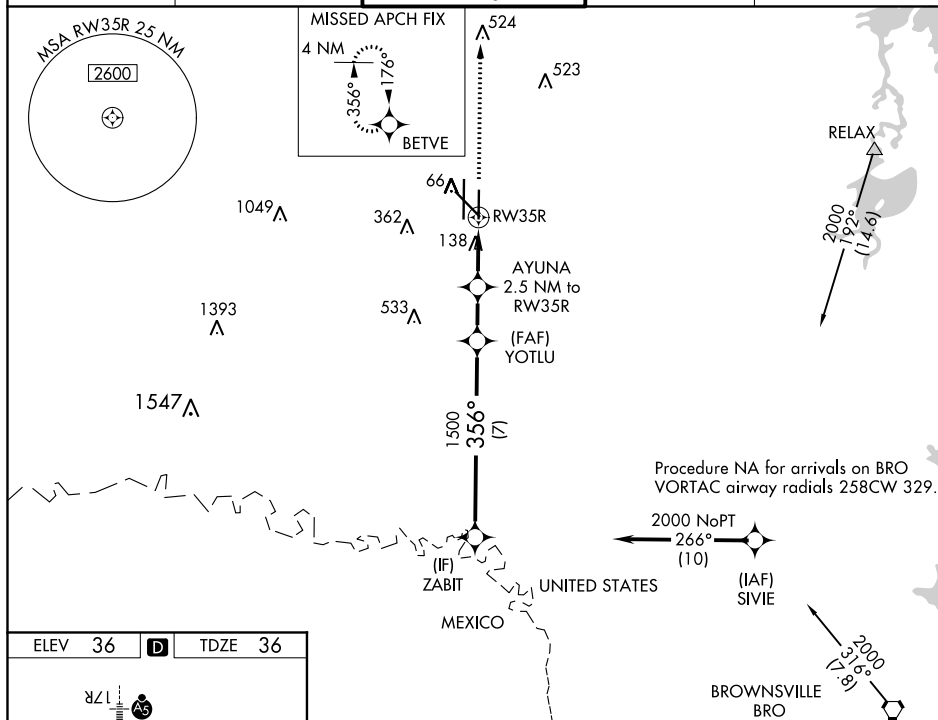 MSA RW35R 25 NM
2600
MISSED APCH FIX
4 NM
356°
176°
BETVE
524
523
RELAX
2000
192°
(14.6)
66
RW35R
1049
362
138
AYUNA
2.5 NM to
RW35R
1393
533
(FAF)
YOTLU
1547
1500
356°
(7)
Procedure NA for arrivals on BRO
VORTAC airway radials 258CW 329.
2000 NoPT
266°
(10)
(IF)
ZABIT
(IAF)
SIVIE
UNITED STATES
MEXICO
2000
316°
(7.8)
BROWNSVILLE
BRO
ELEV 36 D TDZE 36
17R
A5